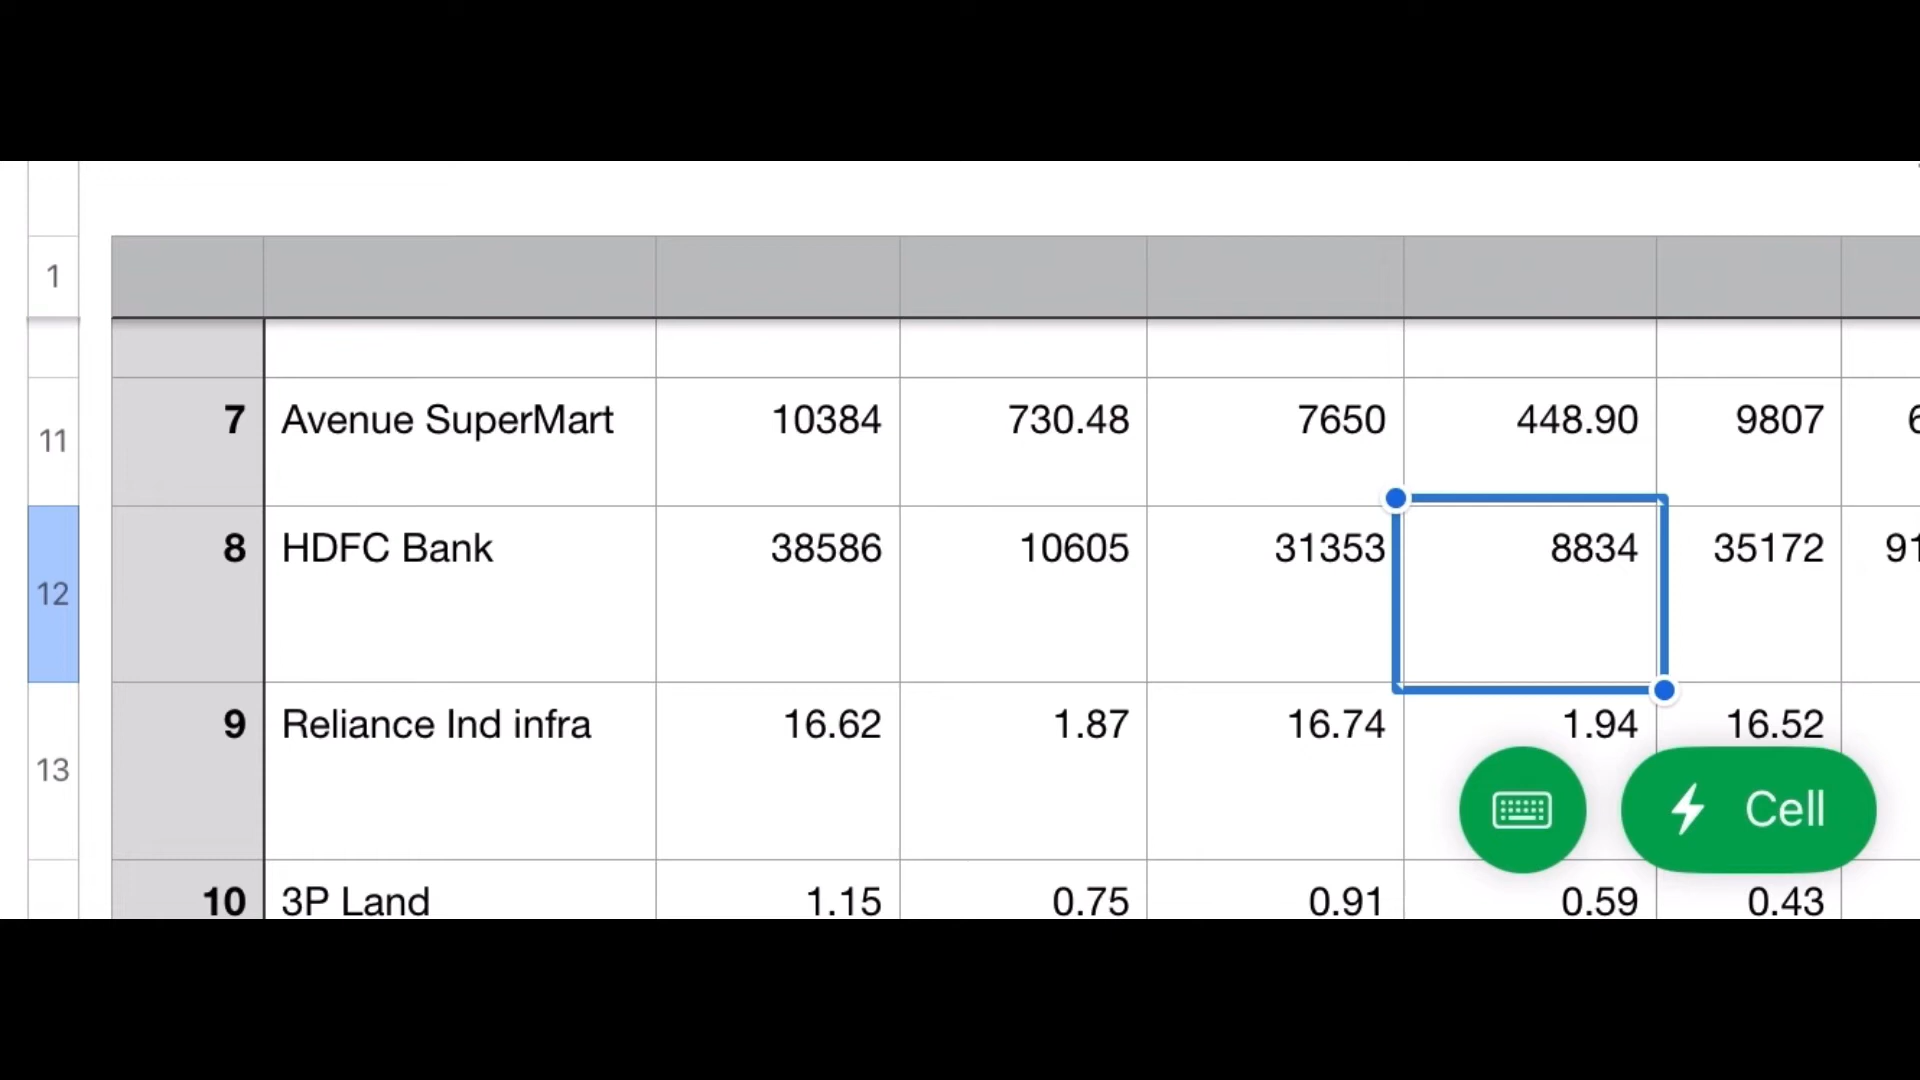 1
11 7 Avenue SuperMart 10384 730.48 7650 448.90 9807
12 8 HDFC Bank 38586 10605 31353 8834 35172 91
13 9 Reliance Ind infra 16.62 1.87 16.74 1.94 16.52
Cell
10 3P Land 1.15 0.75 0.91 0.59 0.43